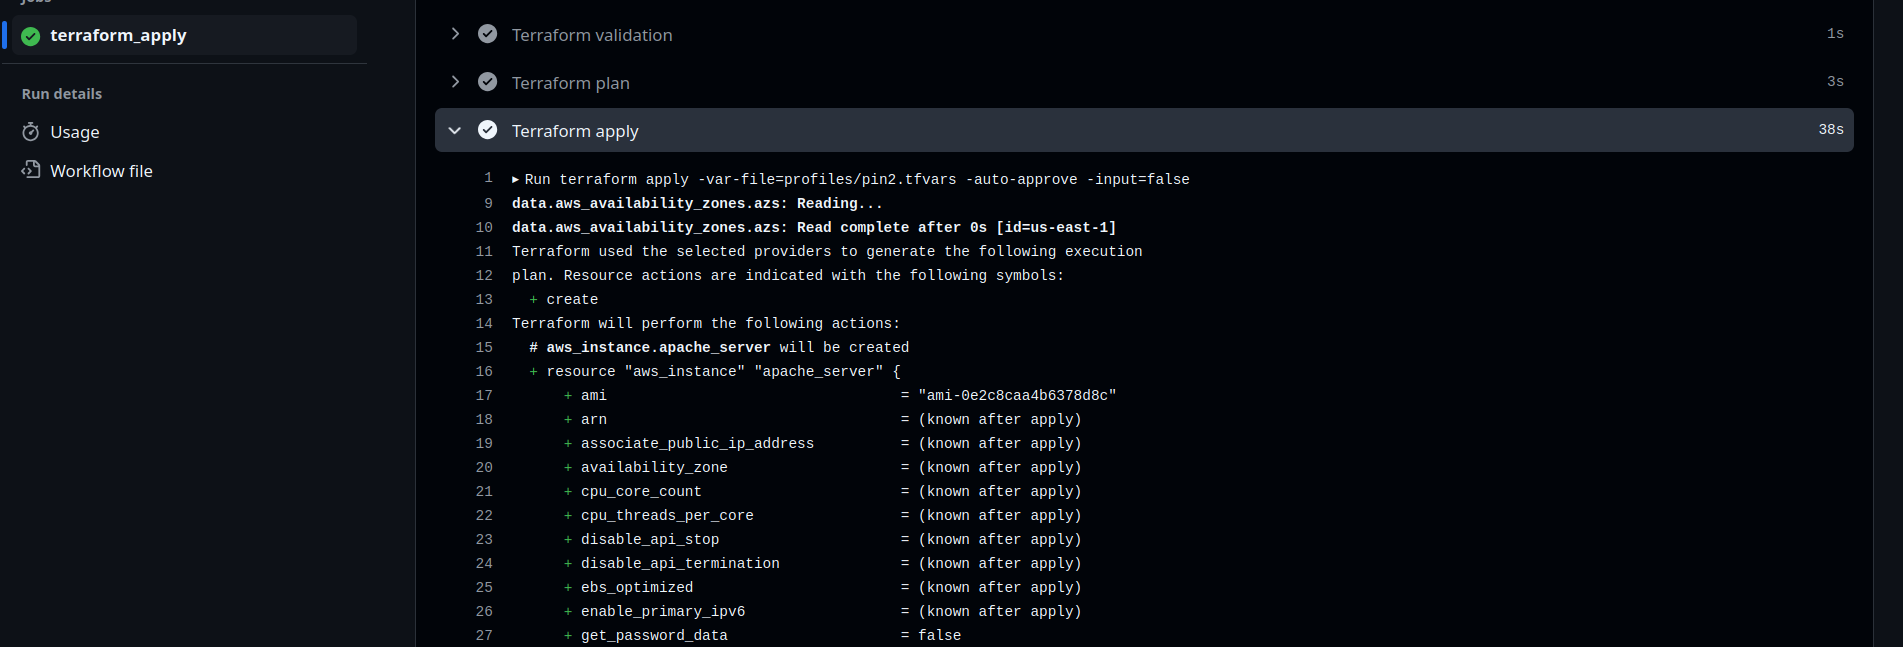 Jobs
terraform_apply
Run details
Usage
Workflow file
Terraform validation 1s
Terraform plan 3s
Terraform apply 38s
1 Run terraform apply -var-file=profiles/pin2.tfvars -auto-approve -input=false
9 data.aws_availability_zones.azs: Reading...
10 data.aws_availability_zones.azs: Read complete after 0s [id=us-east-1]
11 Terraform used the selected providers to generate the following execution
12 plan. Resource actions are indicated with the following symbols:
13 + create
14 Terraform will perform the following actions:
15 # aws_instance.apache_server will be created
16 + resource "aws_instance" "apache_server" {
17 + ami = "ami-0e2c8caa4b6378d8c"
18 + arn = (known after apply)
19 + associate_public_ip_address = (known after apply)
20 + availability_zone = (known after apply)
21 + cpu_core_count = (known after apply)
22 + cpu_threads_per_core = (known after apply)
23 + disable_api_stop = (known after apply)
24 + disable_api_termination = (known after apply)
25 + ebs_optimized = (known after apply)
26 + enable_primary_ipv6 = (known after apply)
27 + get_password_data = false